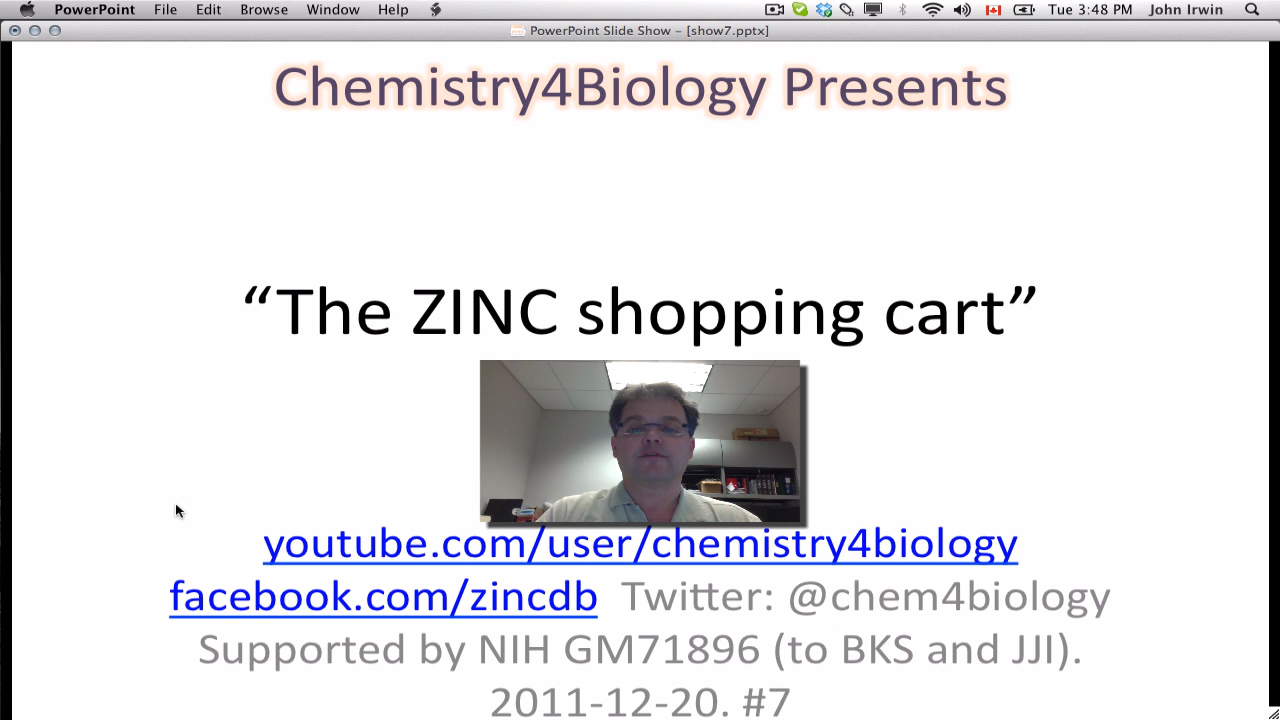 PowerPoint File Edit Browse Window Help Tue 3:48 PM John Irwin
PowerPoint Slide Show – [show7.pptx]
Chemistry4Biology Presents
“The ZINC shopping cart”
youtube.com/user/chemistry4biology
facebook.com/zincdb Twitter: @chem4biology
Supported by NIH GM71896 (to BKS and JJI).
2011-12-20. #7